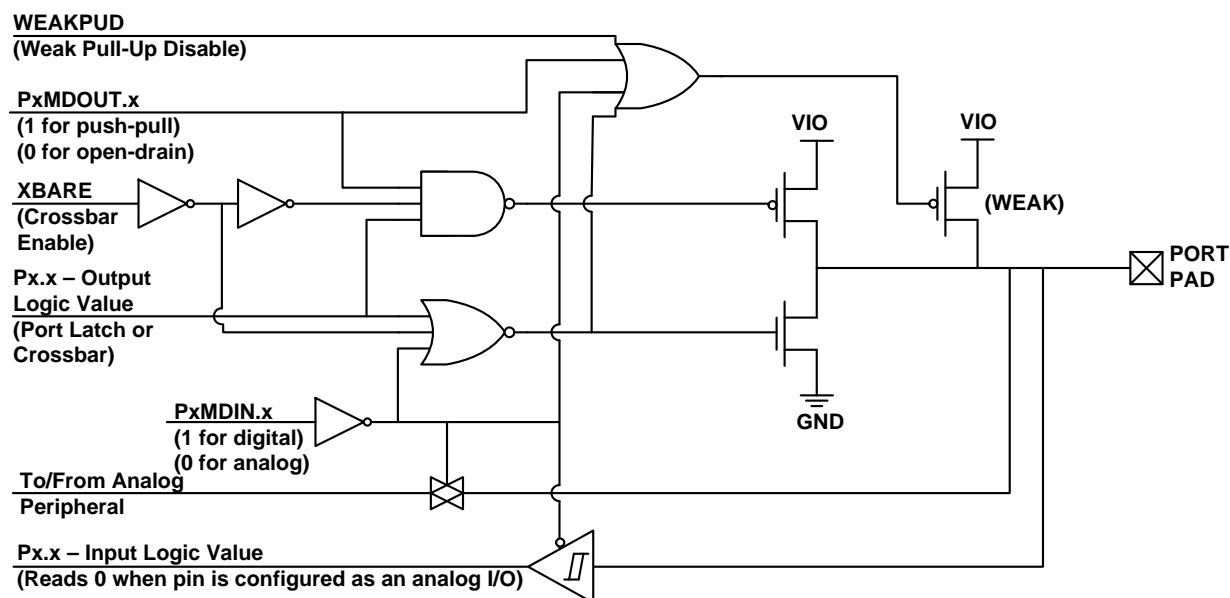 WEAKPUD
(Weak Pull-Up Disable)
PxMDOUT.x
(1 for push-pull)
(0 for open-drain)
XBARE
(Crossbar
Enable)
Px.x – Output
Logic Value
(Port Latch or
Crossbar)
PxMDIN.x
(1 for digital)
(0 for analog)
To/From Analog
Peripheral
Px.x – Input Logic Value
(Reads 0 when pin is configured as an analog I/O)
VIO
VIO
(WEAK)
GND
PORT
PAD